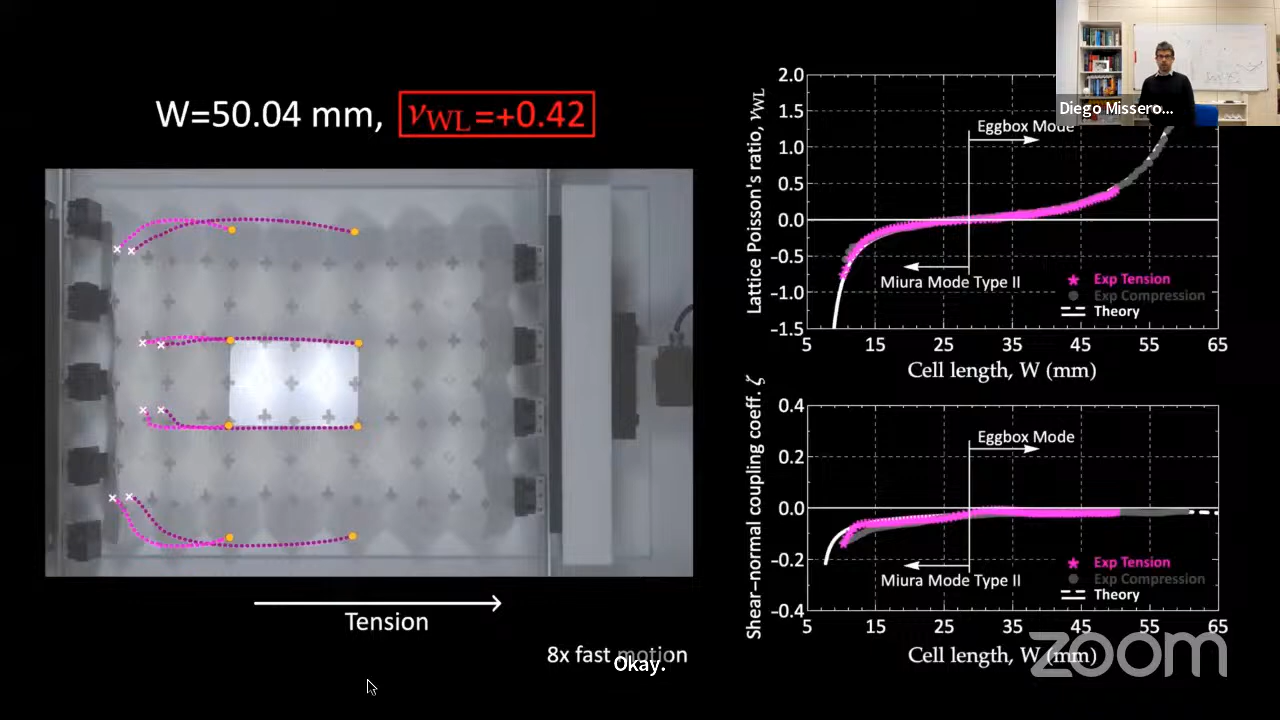 W=50.04 mm, νWL=+0.42
Tension
8x fast motion
Okay.
Diego Missero...
Lattice Poisson's ratio, νWL
2.0
1.5
1.0
0.5
0.0
-0.5
-1.0
-1.5
Eggbox Mode
Miura Mode Type II
Exp Tension
Exp Compression
Theory
5 15 25 35 45 55 65
Cell length, W (mm)
Shear–normal coupling coeff. ζ
0.4
0.2
0.0
-0.2
-0.4
Eggbox Mode
Miura Mode Type II
Exp Tension
Exp Compression
Theory
5 15 25 35 45 55 65
Cell length, W (mm)
zoom